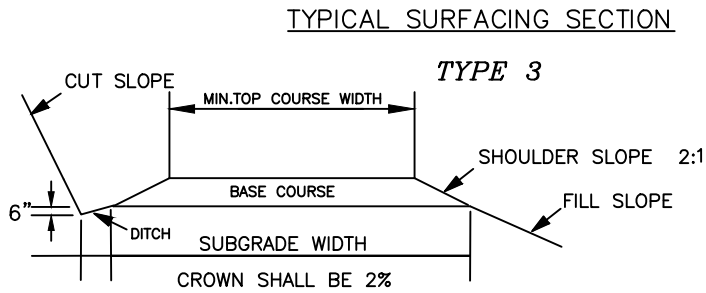 TYPICAL SURFACING SECTION
TYPE 3
CUT SLOPE
MIN.TOP COURSE WIDTH
SHOULDER SLOPE 2:1
BASE COURSE
FILL SLOPE
6"
DITCH
SUBGRADE WIDTH
CROWN SHALL BE 2%